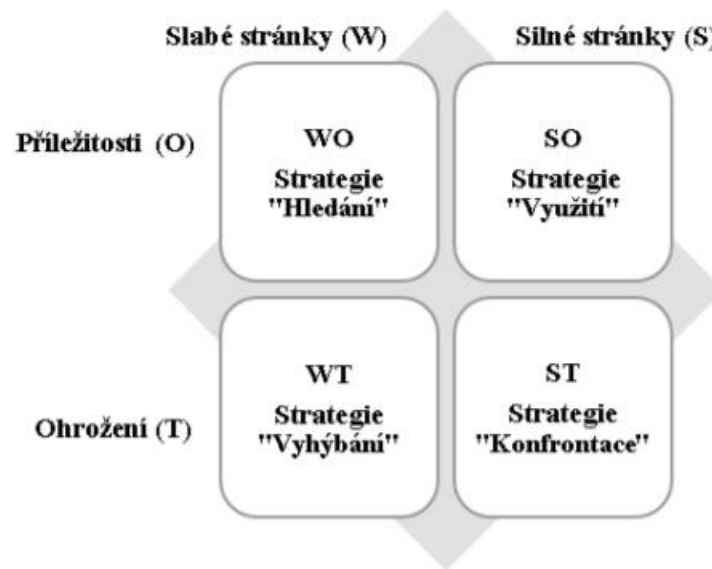 Slabé stránky (W)
Silné stránky (S)
Příležitosti (O)
WO
Strategie
"Hledání"
SO
Strategie
"Využití"
Ohrožení (T)
WT
Strategie
"Vyhýbání"
ST
Strategie
"Konfrontace"